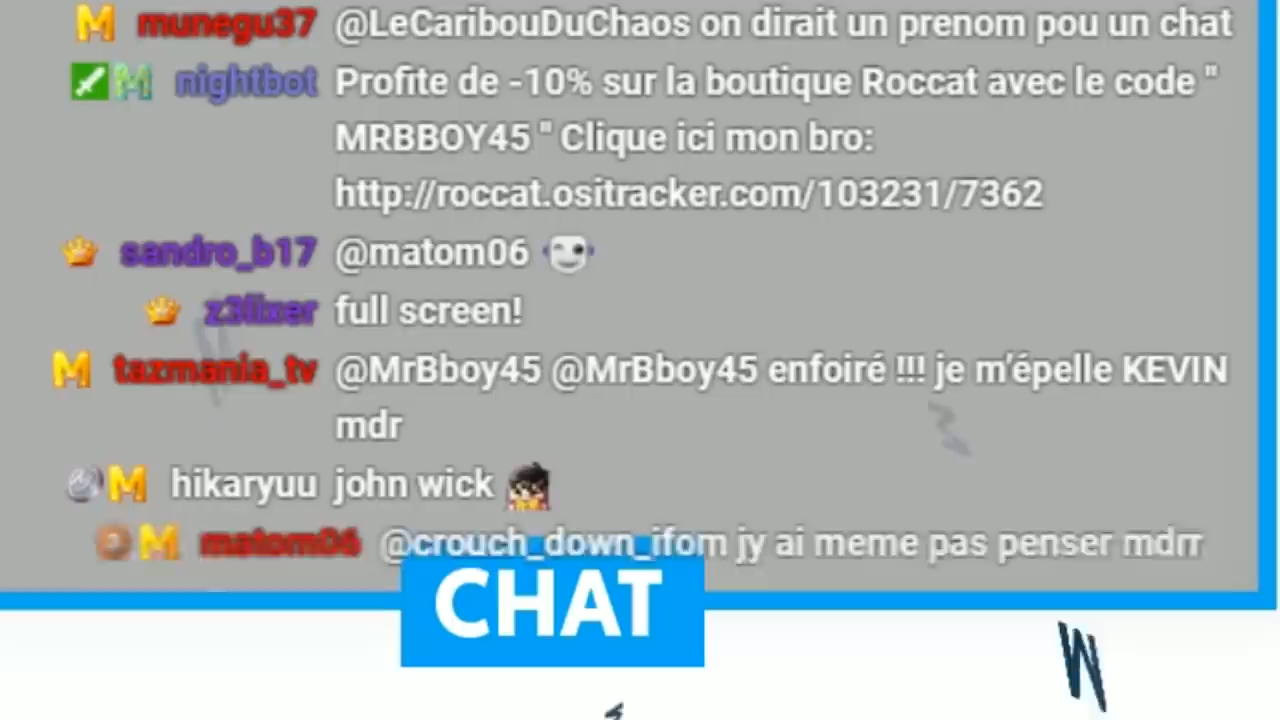 munegu37 @LeCaribouDuChaos on dirait un prenom pou un chat
nightbot Profite de -10% sur la boutique Roccat avec le code "
MRBBOY45 " Clique ici mon bro:
http://roccat.ositracker.com/103231/7362
sandro_b17 @matom06
z3lixer full screen!
tazmania_tv @MrBboy45 @MrBboy45 enfoiré !!! je m'épelle KEVIN
mdr
hikaryuu john wick
matom06 @crouch_down_ifom jy ai meme pas penser mdrr
CHAT